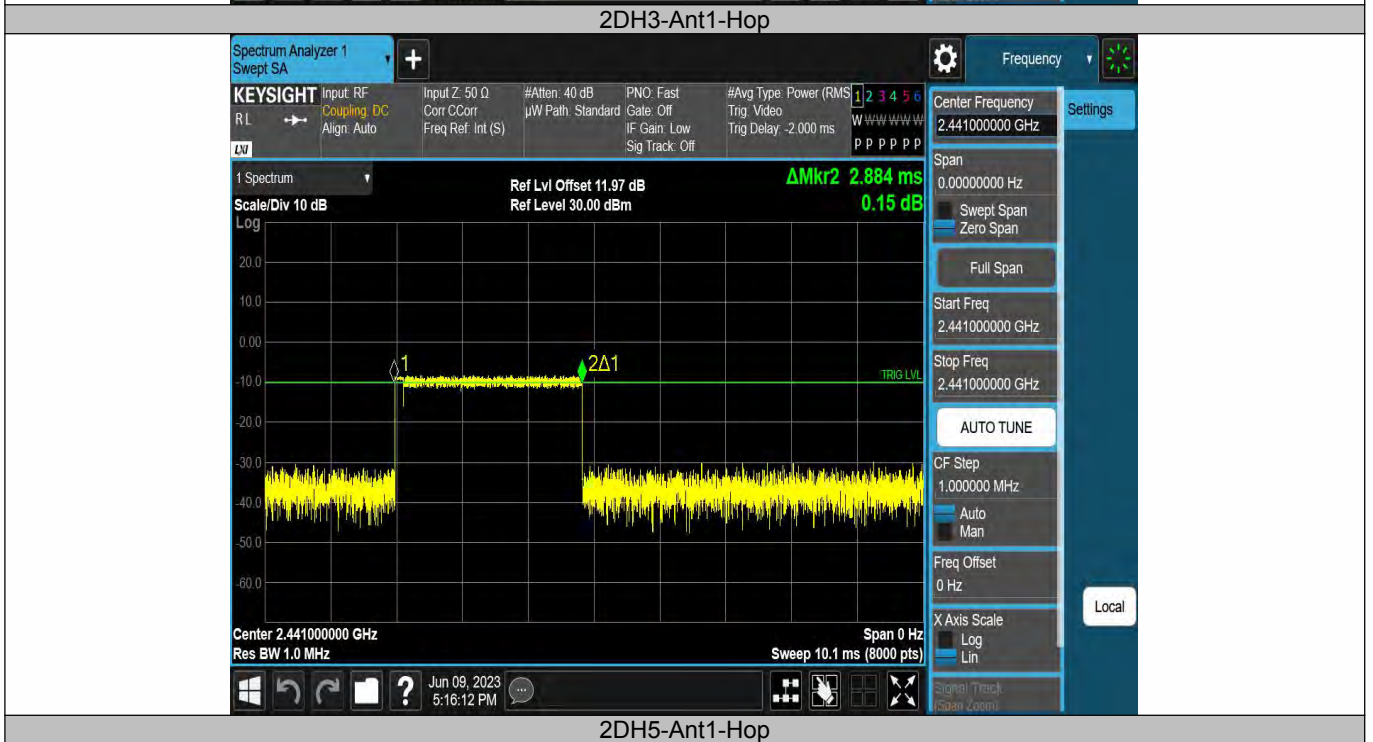 2DH3-Ant1-Hop
Spectrum Analyzer 1
Swept SA
+
Frequency
KEYSIGHT
RL
LXI
Input: RF
Coupling: DC
Align: Auto
Input Z: 50 Ω
Corr CCorr
Freq Ref: Int (S)
#Atten: 40 dB
µW Path: Standard
PNO: Fast
Gate: Off
IF Gain: Low
Sig Track: Off
#Avg Type: Power (RMS
Trig: Video
Trig Delay: -2.000 ms
1 2 3 4 5 6
W W W W W W
P P P P P P
Center Frequency
2.441000000 GHz
Settings
1 Spectrum
Scale/Div 10 dB
Ref Lvl Offset 11.97 dB
Ref Level 30.00 dBm
ΔMkr2 2.884 ms
0.15 dB
Span
0.00000000 Hz
Swept Span
Zero Span
Full Span
Start Freq
2.441000000 GHz
Stop Freq
2.441000000 GHz
AUTO TUNE
CF Step
1.000000 MHz
Auto
Man
Freq Offset
0 Hz
X Axis Scale
Log
Lin
Signal Track
(Span Zoom)
Local
Log
20.0
10.0
0.00
-10.0
-20.0
-30.0
-40.0
-50.0
-60.0
1
2Δ1
TRIG LVL
Center 2.441000000 GHz
Res BW 1.0 MHz
Span 0 Hz
Sweep 10.1 ms (8000 pts)
?
Jun 09, 2023
5:16:12 PM
2DH5-Ant1-Hop